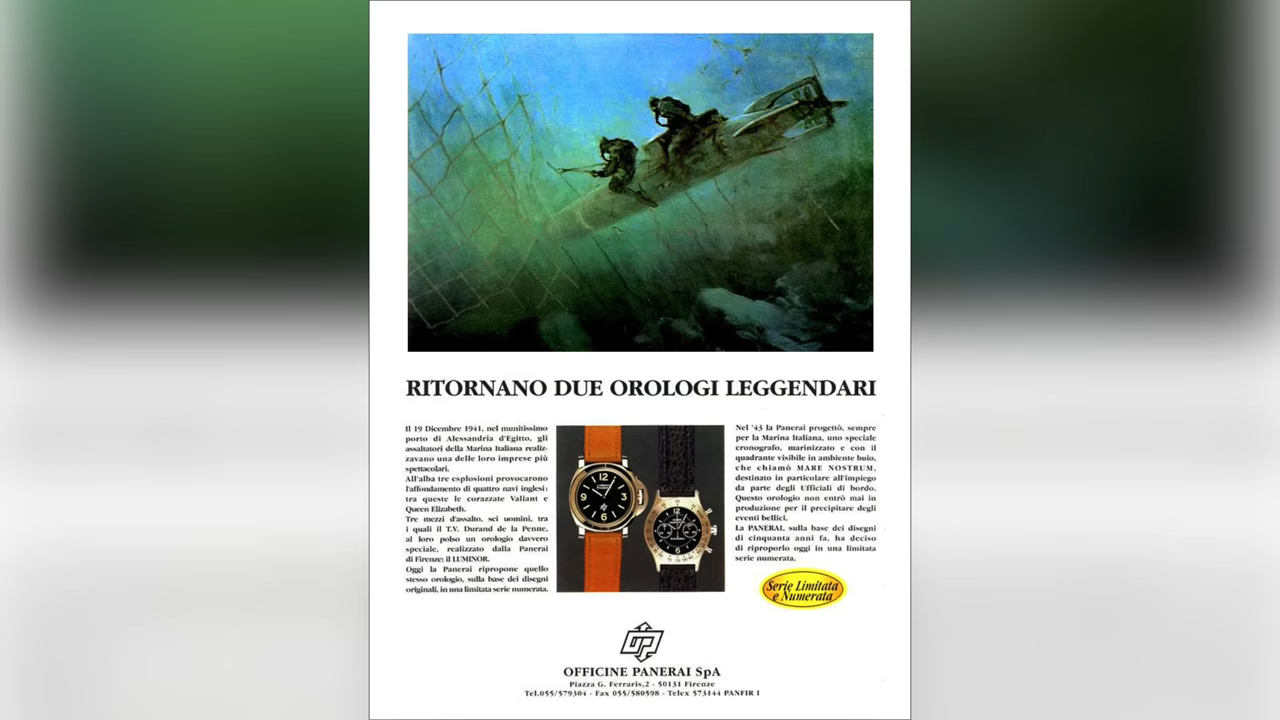 RITORNANO DUE OROLOGI LEGGENDARI
Il 19 Dicembre 1941, nel munitissimo
porto di Alessandria d'Egitto, gli
assaltatori della Marina Italiana realiz-
zavano una delle loro imprese più
spettacolari.
All'alba tre esplosioni provocarono
l'affondamento di quattro navi inglesi:
tra queste le corazzate Valiant e
Queen Elizabeth.
Tre mezzi d'assalto, sei uomini, tra
i quali il T.V. Durand de la Penne,
al loro polso un orologio davvero
speciale, realizzato dalla Panerai
di Firenze: il LUMINOR.
Oggi la Panerai ripropone quello
stesso orologio, sulla base dei disegni
originali, in una limitata serie numerata.
Nel '43 la Panerai progettò, sempre
per la Marina Italiana, uno speciale
cronografo, marinizzato e con il
quadrante visibile in ambiente buio,
che chiamò MARE NOSTRUM,
destinato in particolare all'impiego
da parte degli Ufficiali di bordo.
Questo orologio non entrò mai in
produzione per il precipitare degli
eventi bellici.
La PANERAI, sulla base dei disegni
di cinquanta anni fa, ha deciso
di riproporlo oggi in una limitata
serie numerata.
Serie Limitata
e Numerata
OP
OFFICINE PANERAI SpA
Piazza G. Ferraris,2 - 50131 Firenze
Tel.055/579304 - Fax 055/580598 - Telex 573144 PANFIR I